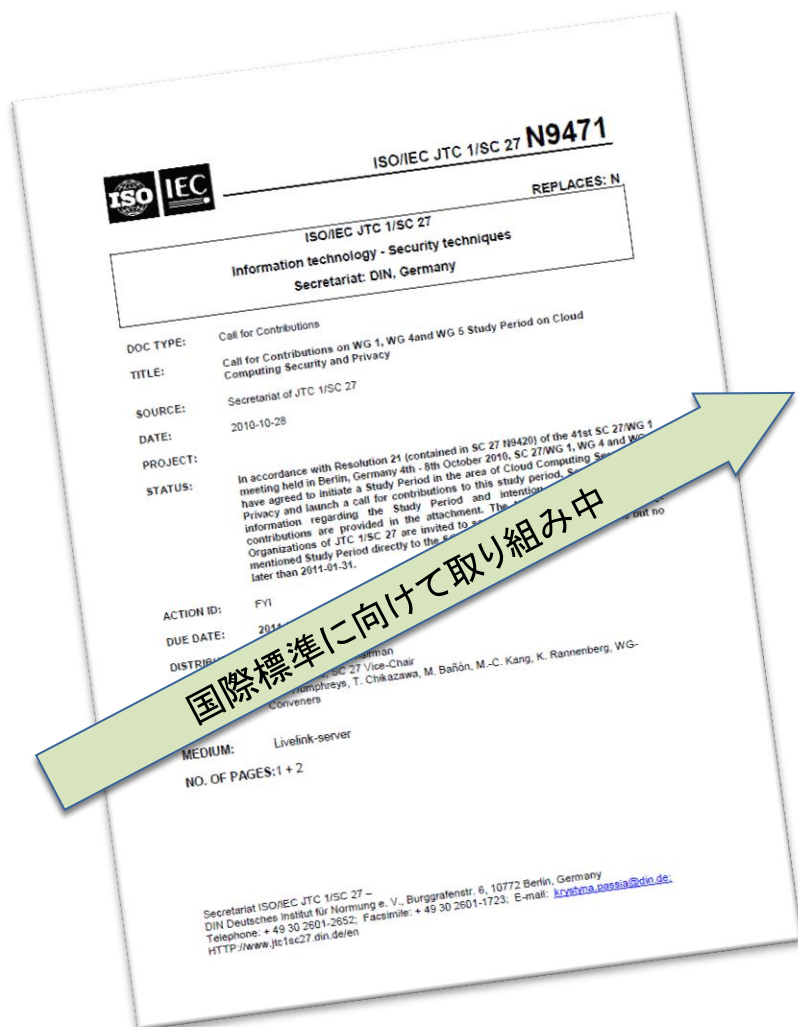 ISO IEC
ISO/IEC JTC 1/SC 27 N9471
REPLACES: N
ISO/IEC JTC 1/SC 27
Information technology - Security techniques
Secretariat: DIN, Germany
DOC TYPE: Call for Contributions
TITLE: Call for Contributions on WG 1, WG 4and WG 5 Study Period on Cloud
Computing Security and Privacy
SOURCE: Secretariat of JTC 1/SC 27
DATE: 2010-10-28
PROJECT:
STATUS: In accordance with Resolution 21 (contained in SC 27 N9420) of the 41st SC 27/WG 1
meeting held in Berlin, Germany 4th - 8th October 2010, SC 27/WG 1, WG 4 and
have agreed to initiate a Study Period in the area of Cloud Computing
Privacy and launch a call for contributions to this study period.
information regarding the Study Period and
contributions are provided in the attachment.
Organizations of JTC 1/SC 27 are invited to but no
mentioned Study Period directly to the
later than 2011-01-31.
ACTION ID: FYI
DUE DATE:
SC 27 Vice-Chair
Humphreys, T. Chikazawa, M. Bañón, M.-C. Kang, K. Rannenberg, WG-
Conveners
国際標準に向けて取り組み中
MEDIUM: Livelink-server
NO. OF PAGES:1 + 2
Secretariat ISO/IEC JTC 1/SC 27 –
DIN Deutsches Institut für Normung e. V., Burggrafenstr. 6, 10772 Berlin, Germany
Telephone: + 49 30 2601-2652; Facsimile: + 49 30 2601-1723; E-mail: krystyna.passia@din.de;
HTTP://www.jtc1sc27.din.de/en